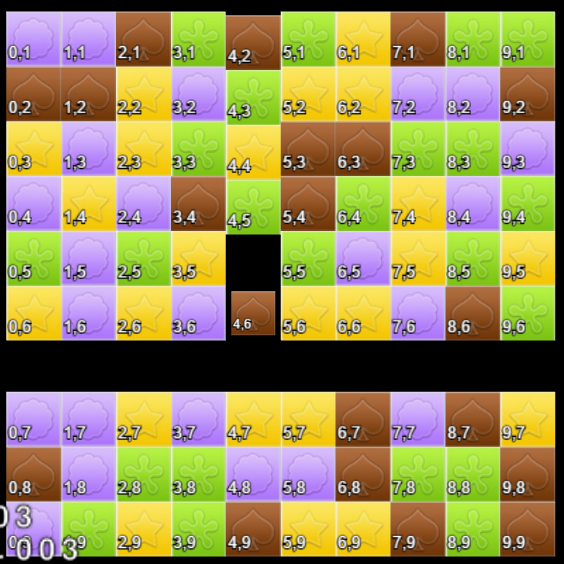 0,1 1,1 2,1 3,1 4,2 5,1 6,1 7,1 8,1 9,1
0,2 1,2 2,2 3,2 4,3 5,2 6,2 7,2 8,2 9,2
0,3 1,3 2,3 3,3 4,4 5,3 6,3 7,3 8,3 9,3
0,4 1,4 2,4 3,4 4,5 5,4 6,4 7,4 8,4 9,4
0,5 1,5 2,5 3,5 5,5 6,5 7,5 8,5 9,5
0,6 1,6 2,6 3,6 4,6 5,6 6,6 7,6 8,6 9,6
0,7 1,7 2,7 3,7 4,7 5,7 6,7 7,7 8,7 9,7
0,8 1,8 2,8 3,8 4,8 5,8 6,8 7,8 8,8 9,8
03
2,9 3,9 4,9 5,9 6,9 7,9 8,9 9,9
.003